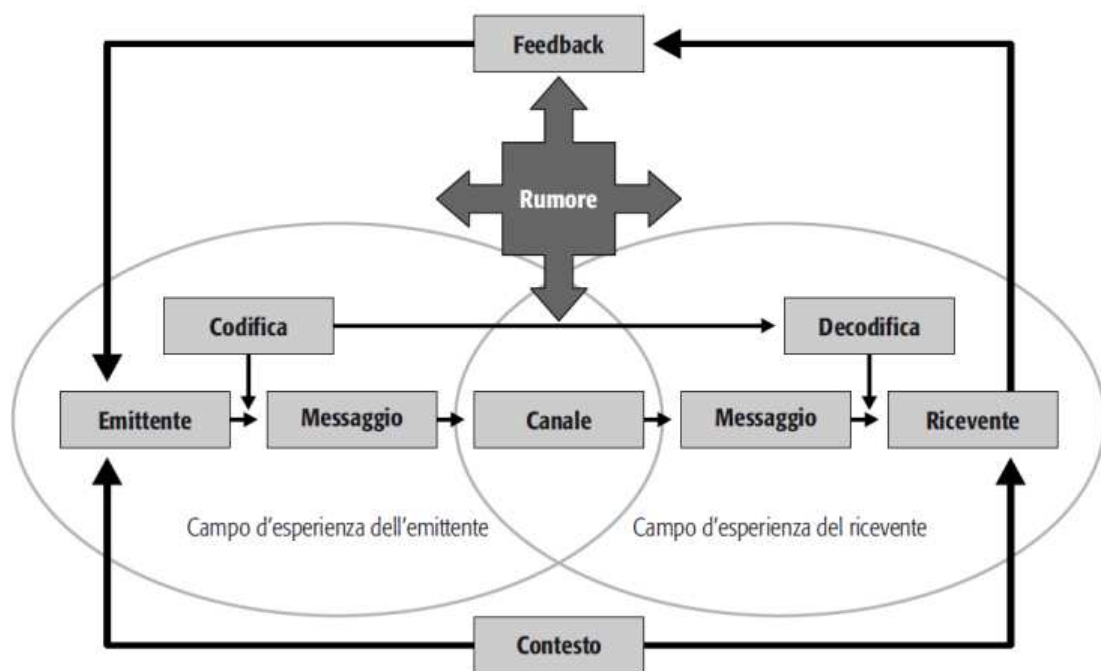 Feedback
Rumore
Codifica
Decodifica
Emittente
Messaggio
Canale
Messaggio
Ricevente
Campo d'esperienza dell'emittente
Campo d'esperienza del ricevente
Contesto